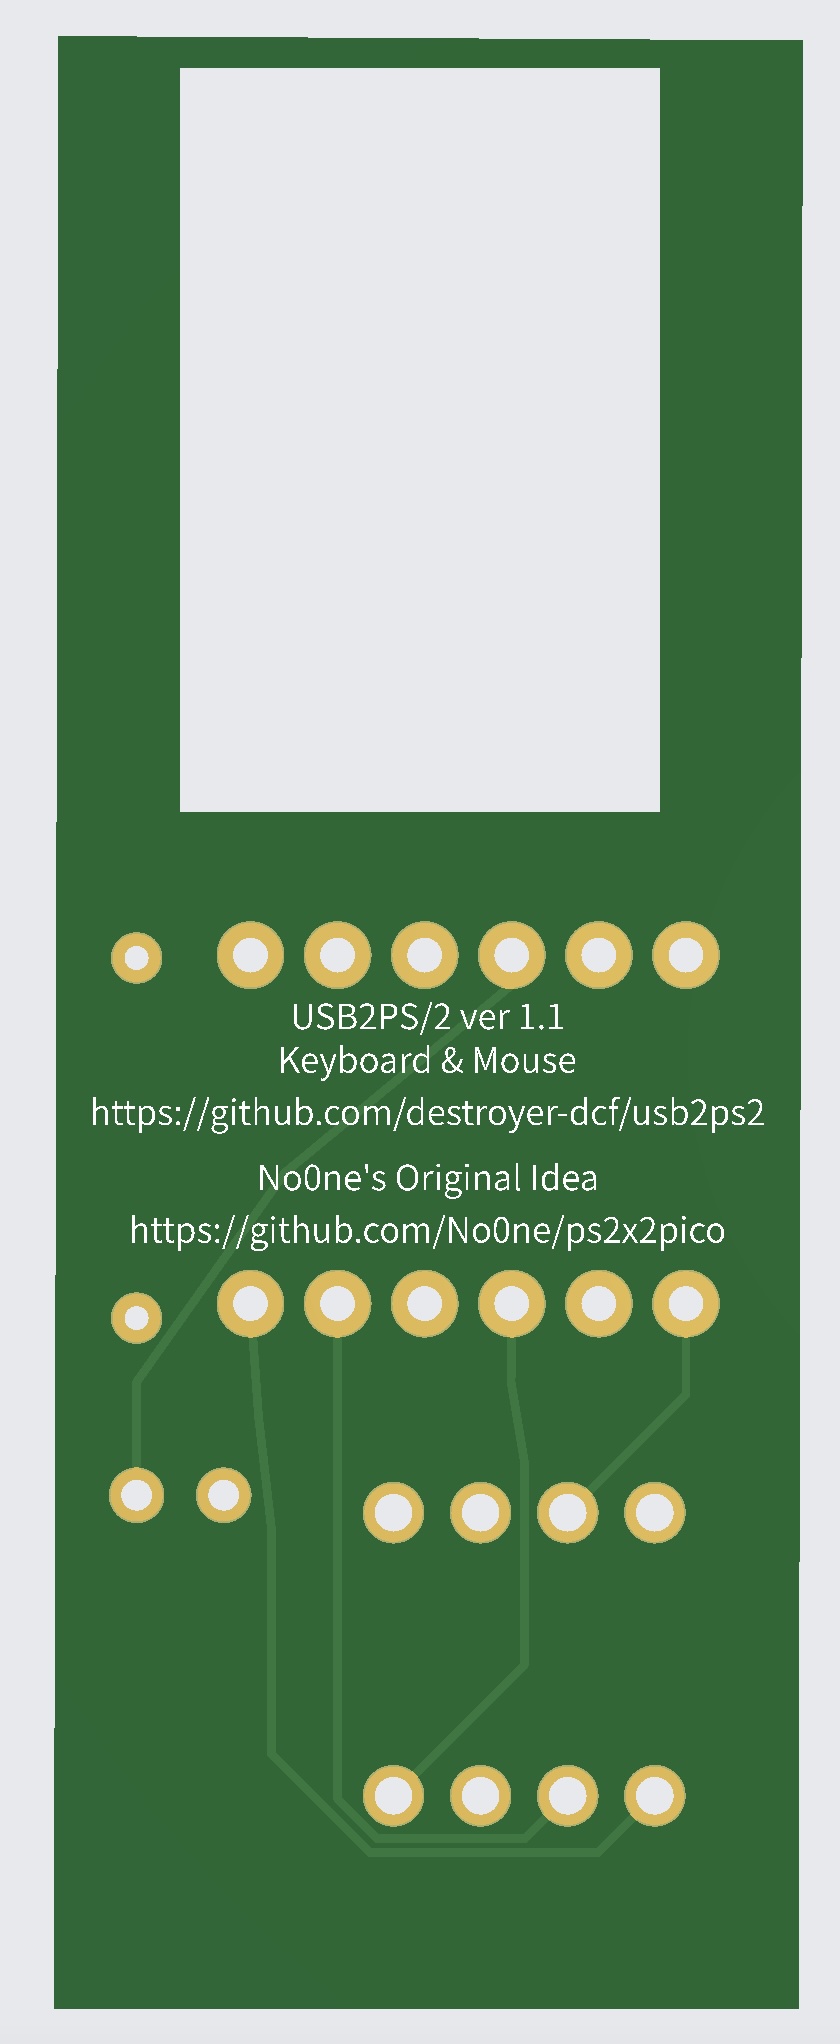 USB2PS/2 ver 1.1
Keyboard & Mouse
https://github.com/destroyer-dcf/usb2ps2
No0ne's Original Idea
https://github.com/No0ne/ps2x2pico